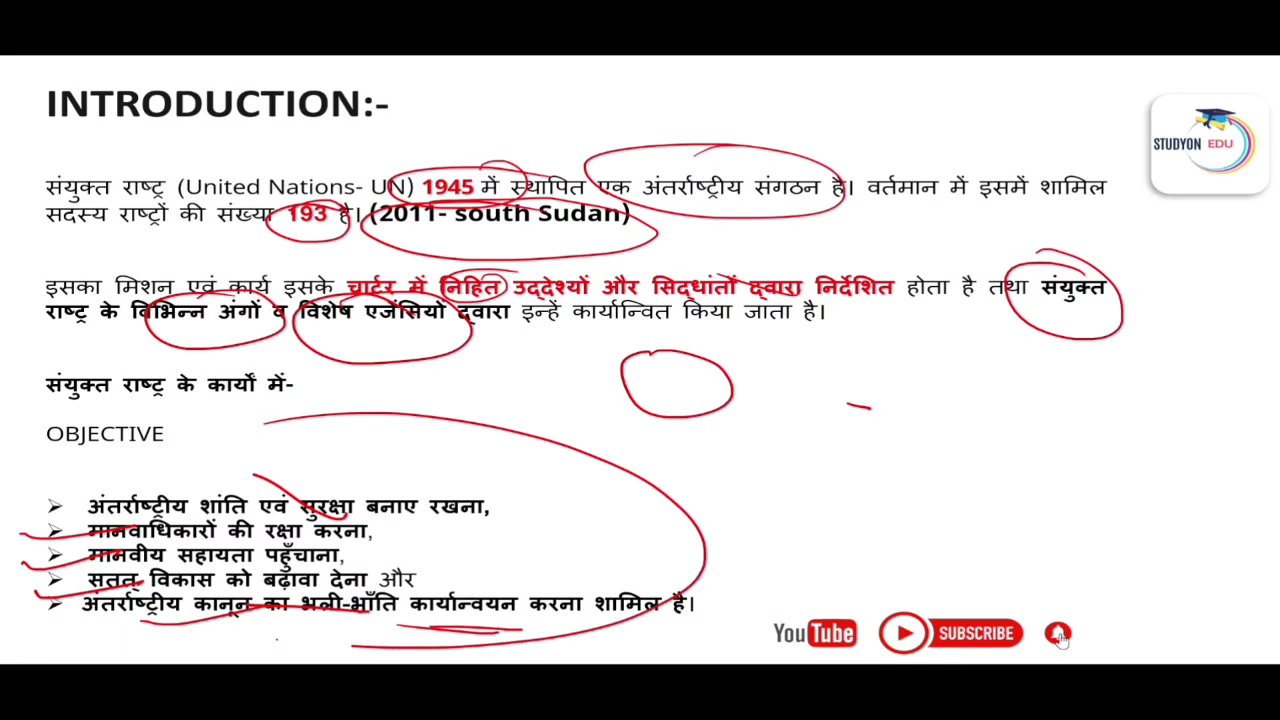 INTRODUCTION:-
STUDYON EDU
संयुक्त राष्ट्र (United Nations- UN) 1945 में स्थापित एक अंतर्राष्ट्रीय संगठन है। वर्तमान में इसमें शामिल
सदस्य राष्ट्रों की संख्या 193 है। (2011- south Sudan)
इसका मिशन एवं कार्य इसके चार्टर में निहित उद्देश्यों और सिद्धांतों द्वारा निर्देशित होता है तथा संयुक्त
राष्ट्र के विभिन्न अंगों व विशेष एजेंसियों द्वारा इन्हें कार्यान्वित किया जाता है।
संयुक्त राष्ट्र के कार्यों में-
OBJECTIVE
➢ अंतर्राष्ट्रीय शांति एवं सुरक्षा बनाए रखना,
➢ मानवाधिकारों की रक्षा करना,
➢ मानवीय सहायता पहुँचाना,
➢ सतत् विकास को बढ़ावा देना और
➢ अंतर्राष्ट्रीय कानून का भली-भाँति कार्यान्वयन करना शामिल है।
YouTube SUBSCRIBE